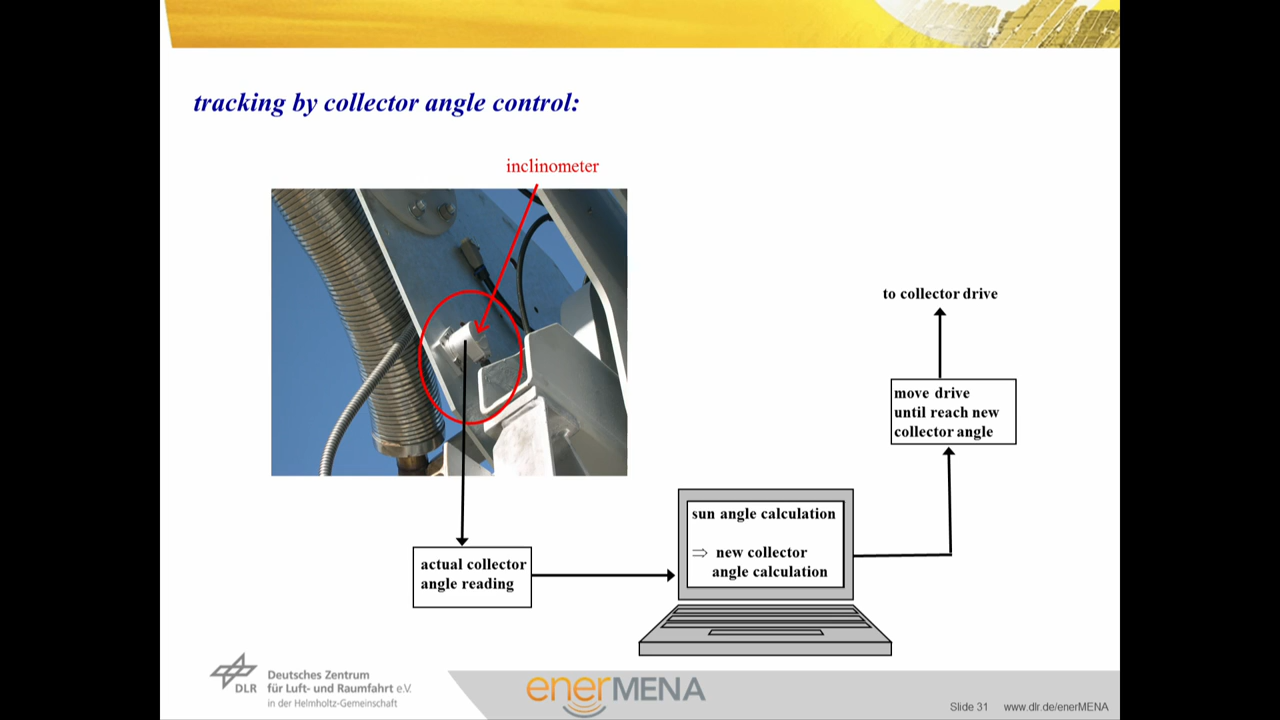 tracking by collector angle control:
inclinometer
to collector drive
move drive
until reach new
collector angle
sun angle calculation
⇒ new collector
angle calculation
actual collector
angle reading
DLR
Deutsches Zentrum
für Luft- und Raumfahrt e.V.
in der Helmholtz-Gemeinschaft
enerMENA
Slide 31 www.dlr.de/enerMENA